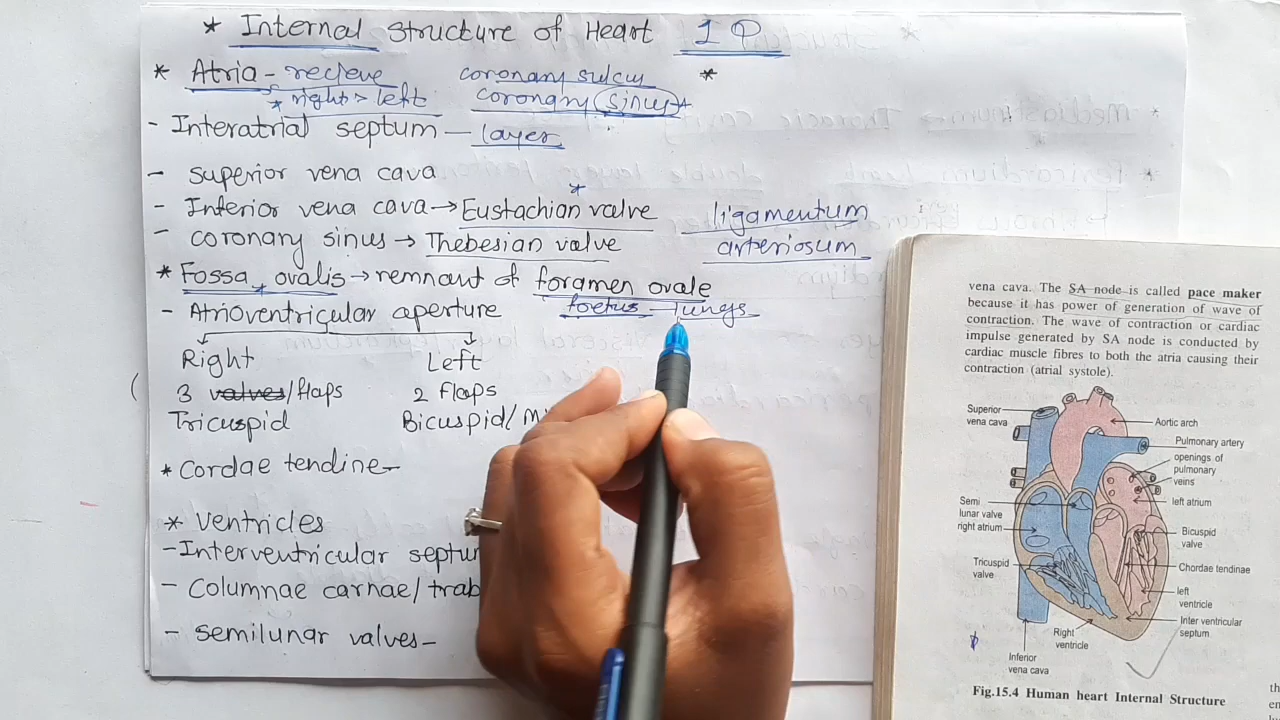 * Internal structure of Heart 1 P
* Atria - recieve coronary sulcus *
* right > left coronary sinus *
- Interatrial septum - layer
- superior vena cava
- Inferior vena cava → Eustachian valve ligamentum
- coronary sinus → Thebesian valve arteriosum
* Fossa ovalis → remnant of foramen ovale
- Atrioventricular aperture foetus - lungs
Right Left
3 valves/flaps 2 flaps
Tricuspid Bicuspid/
* Cordae tendine -
* Ventricles
- Interventricular
- Columnae carnae/
- semilunar valves -
vena cava. The SA node is called pace maker
because it has power of generation of wave of
contraction. The wave of contraction or cardiac
impulse generated by SA node is conducted by
cardiac muscle fibres to both the atria causing their
contraction (atrial systole).
Superior
vena cava
Aortic arch
Pulmonary artery
openings of
pulmonary
veins
left atrium
Semi
lunar valve
right atrium
Bicuspid
valve
Tricuspid
valve
Chordae tendinae
left
ventricle
Inter ventricular
septum
Right
ventricle
Inferior
vena cava
Fig.15.4 Human heart Internal Structure